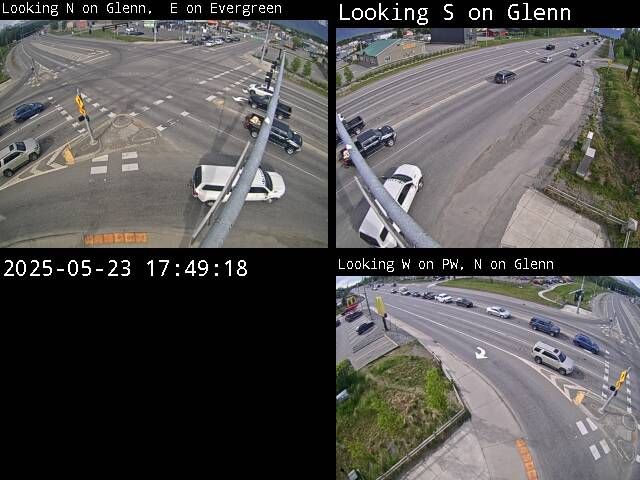 Looking N on Glenn,  E on Evergreen
Looking S on Glenn
2025-05-23 17:49:18
Looking W on PW, N on Glenn